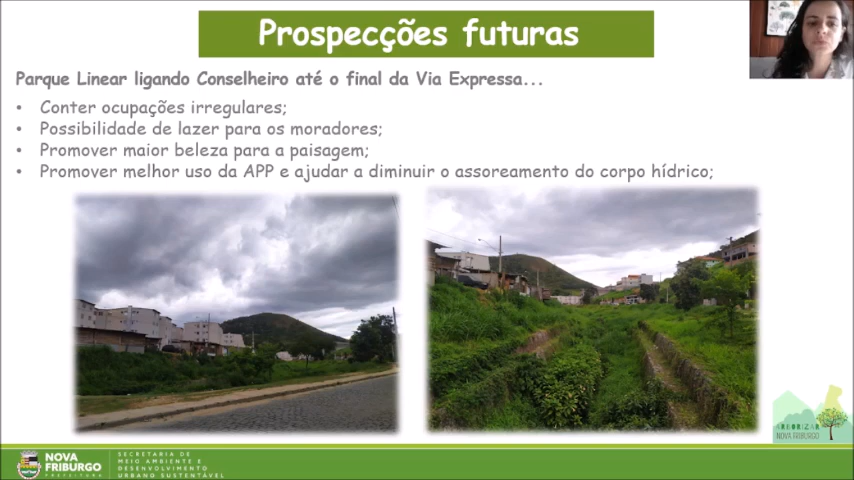 Prospecções futuras
Parque Linear ligando Conselheiro até o final da Via Expressa...
• Conter ocupações irregulares;
• Possibilidade de lazer para os moradores;
• Promover maior beleza para a paisagem;
• Promover melhor uso da APP e ajudar a diminuir o assoreamento do corpo hídrico;
ARBORIZAR
NOVA FRIBURGO
NOVA
FRIBURGO
PREFEITURA
SECRETARIA DE
MEIO AMBIENTE E
DESENVOLVIMENTO
URBANO SUSTENTÁVEL